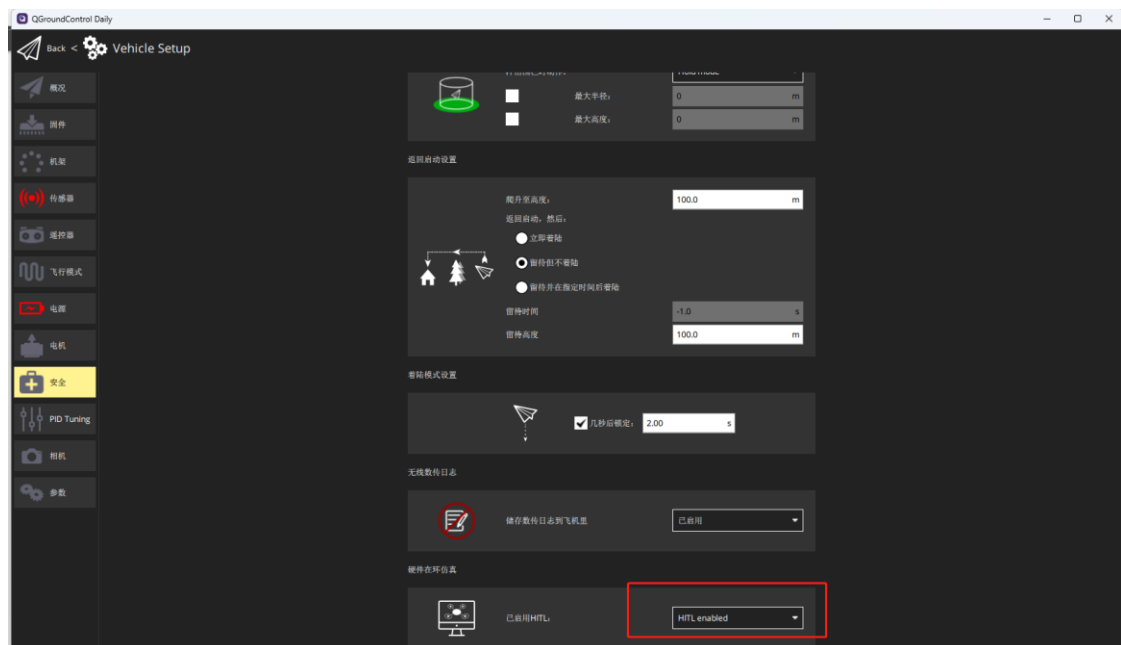 QGroundControl Daily
Back < Vehicle Setup
概况
固件
机架
传感器
遥控器
飞行模式
电源
电机
安全
PID Tuning
相机
参数
Hold mode
最大半径: 0 m
最大高度: 0 m
返回启动设置
爬升至高度: 100.0 m
返回启动,然后:
立即着陆
留待但不着陆
留待并在指定时间后着陆
留待时间 -1.0 s
留待高度 100.0 m
着陆模式设置
几秒后锁定: 2.00 s
无线数传日志
储存数传日志到飞机里 已启用
硬件在环仿真
已启用HITL: HITL enabled